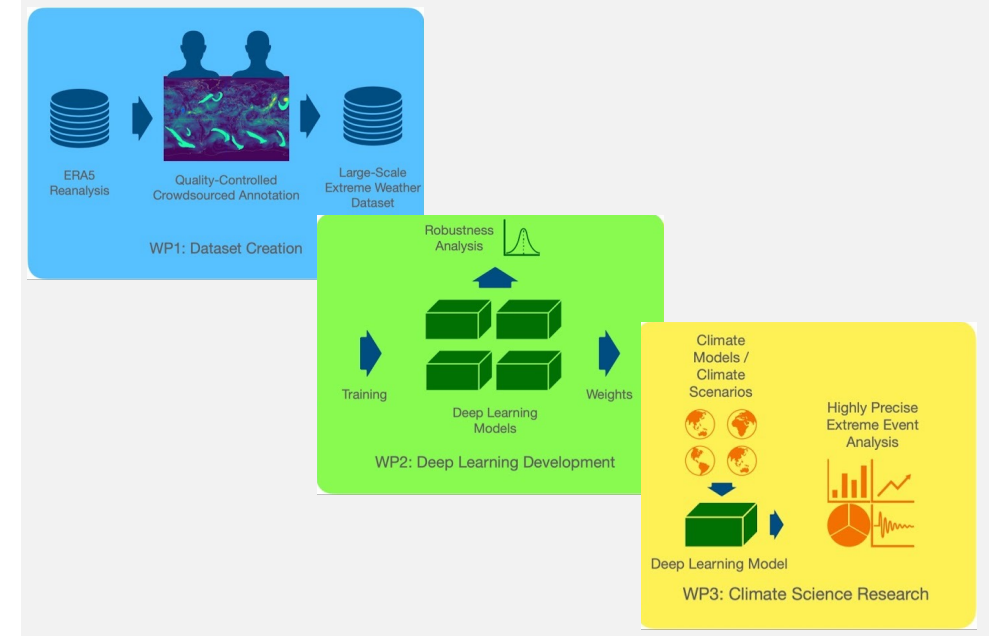 ERA5
Reanalysis
Quality-Controlled
Crowdsourced Annotation
Large-Scale
Extreme Weather
Dataset
WP1: Dataset Creation
Robustness
Analysis
Training
Deep Learning
Models
Weights
WP2: Deep Learning Development
Climate
Models /
Climate
Scenarios
Highly Precise
Extreme Event
Analysis
Deep Learning Model
WP3: Climate Science Research